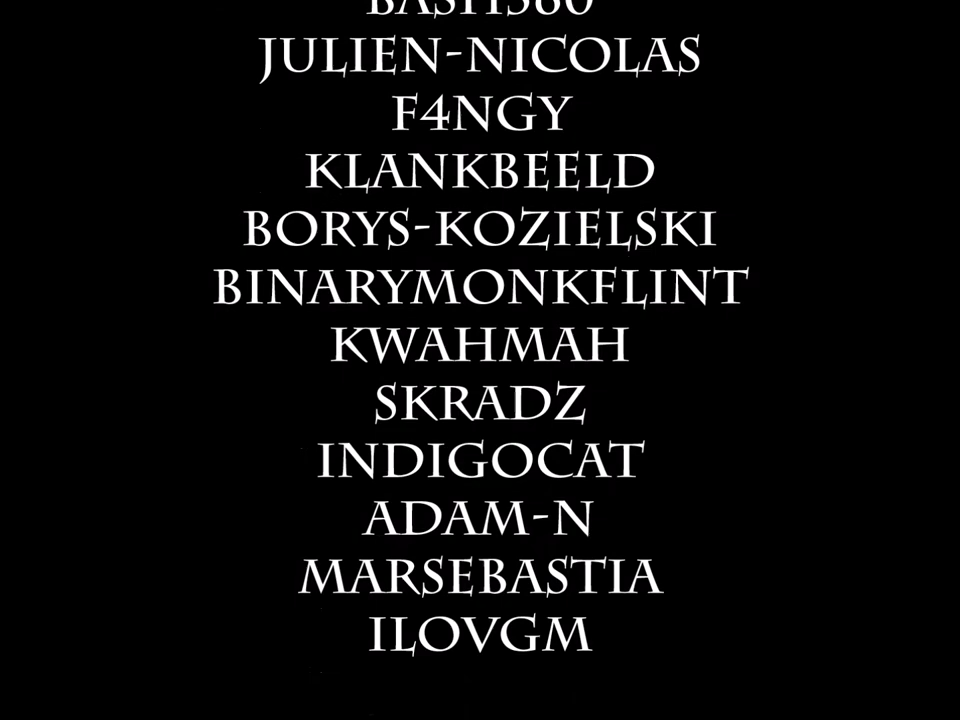 JULIEN-NICOLAS
F4NGY
KLANKBEELD
BORYS-KOZIELSKI
BINARYMONKFLINT
KWAHMAH
SKRADZ
INDIGOCAT
ADAM-N
MARSEBASTIA
ILOVGM